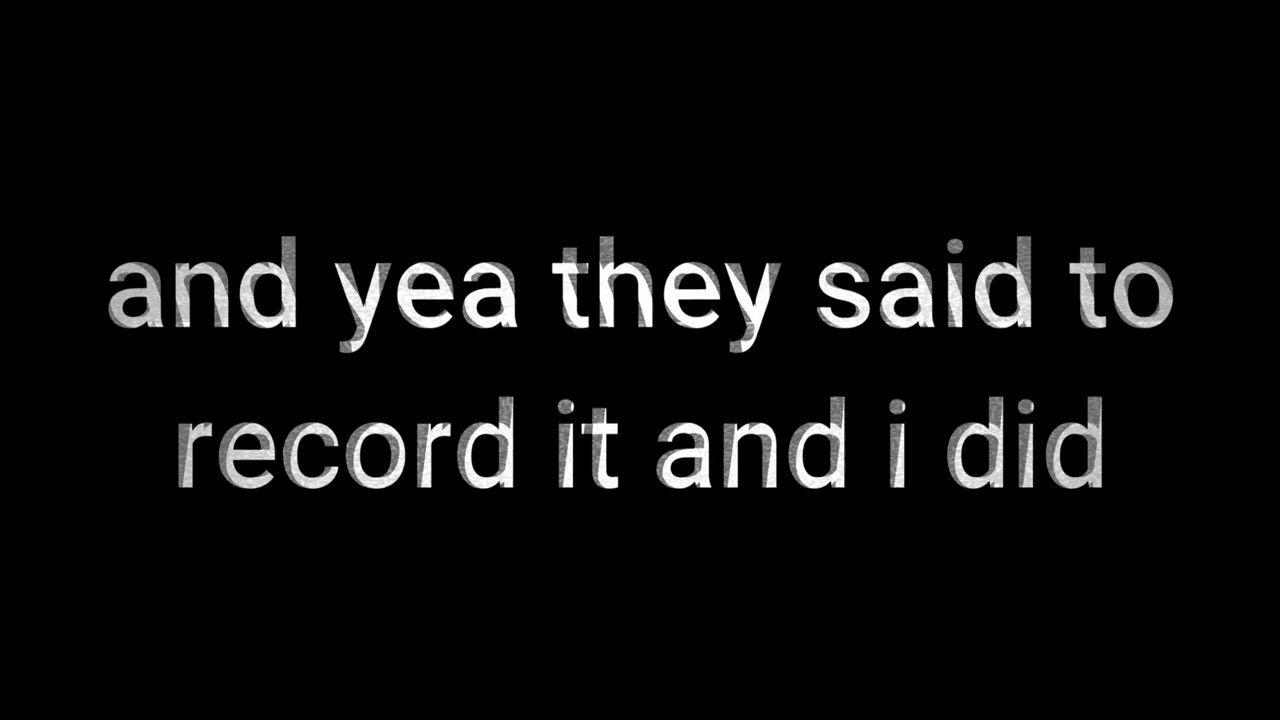 and yea they said to
record it and i did